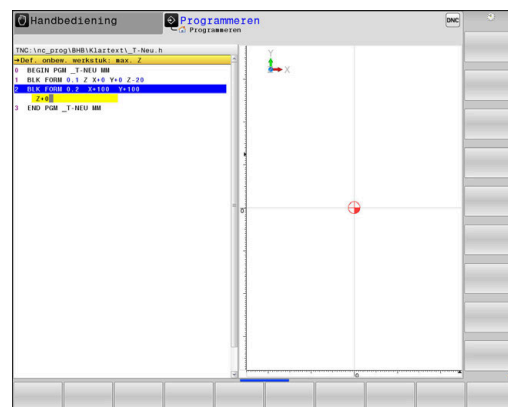 Handbediening
Programmeren
Programmeren
DNC
TNC:\nc_prog\BHB\Klartext\_T-Neu.h
→Def. onbew. werkstuk: max. Z
0 BEGIN PGM _T-NEU MM
1 BLK FORM 0.1 Z X+0 Y+0 Z-20
2 BLK FORM 0.2 X+100 Y+100
Z+0
3 END PGM _T-NEU MM
Y
X
0
0